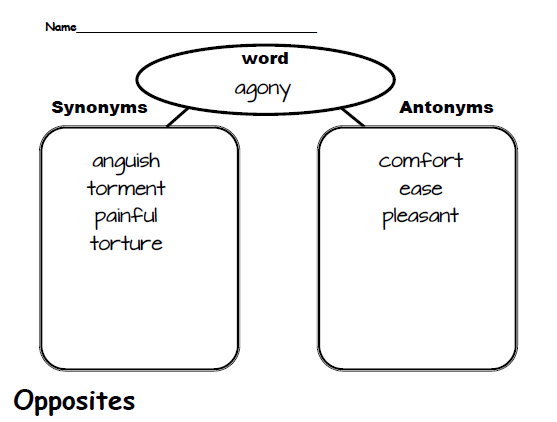 Name
word
agony
Synonyms
Antonyms
anguish
torment
painful
torture
comfort
ease
pleasant
Opposites